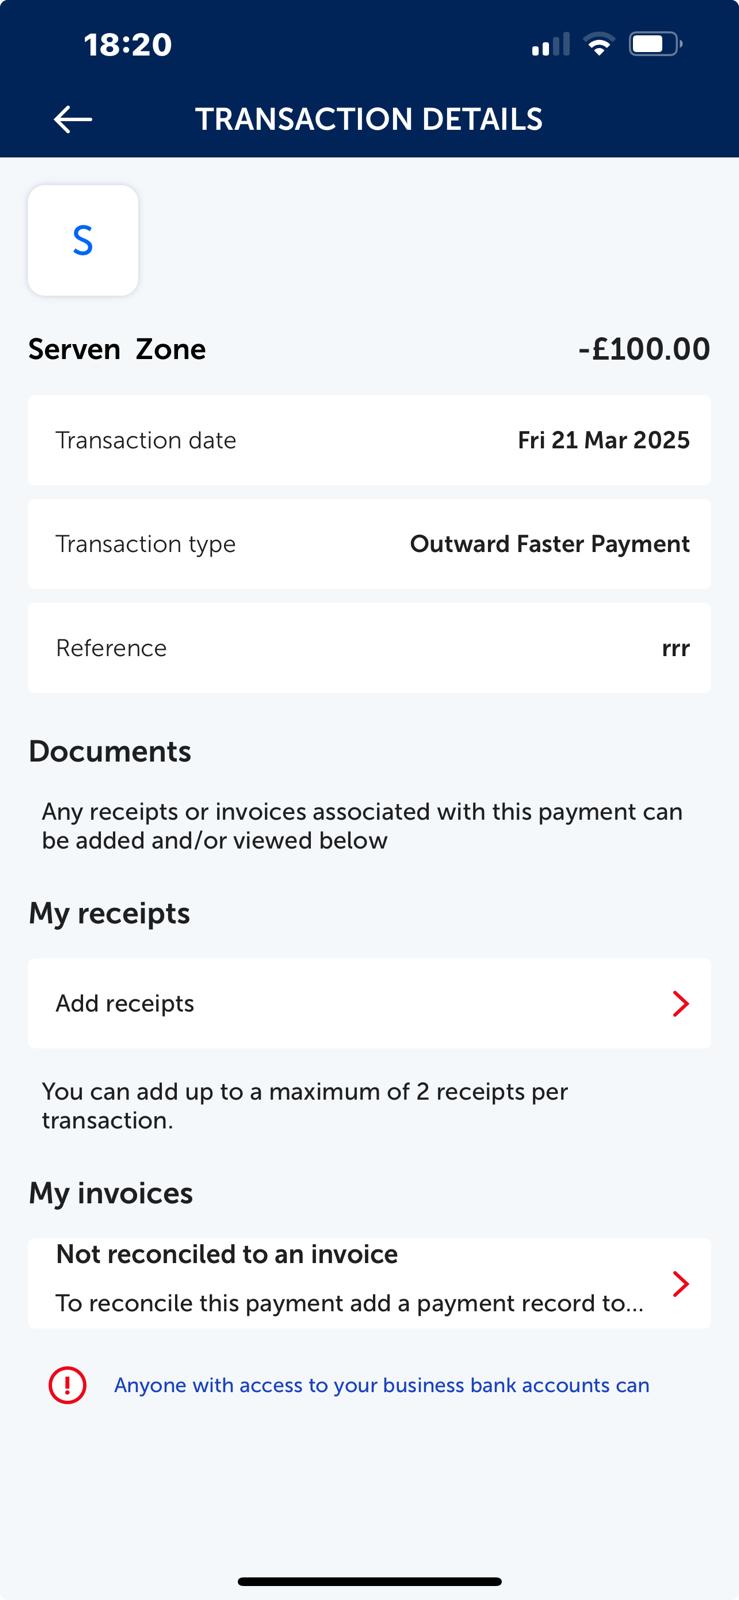 18:20
TRANSACTION DETAILS
S
Serven Zone -£100.00
Transaction date Fri 21 Mar 2025
Transaction type Outward Faster Payment
Reference rrr
Documents
Any receipts or invoices associated with this payment can
be added and/or viewed below
My receipts
Add receipts
You can add up to a maximum of 2 receipts per
transaction.
My invoices
Not reconciled to an invoice
To reconcile this payment add a payment record to...
Anyone with access to your business bank accounts can